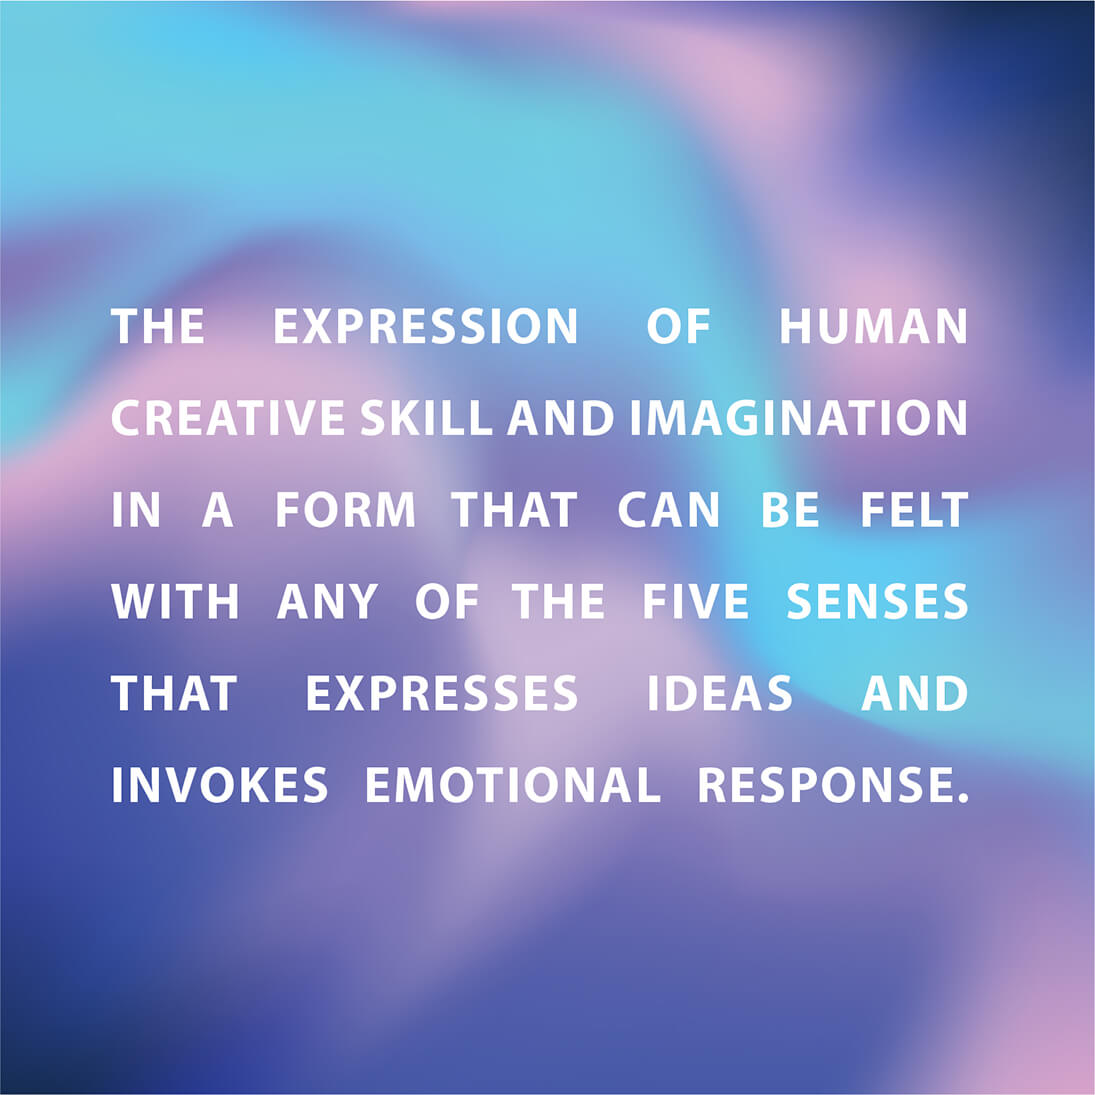 THE EXPRESSION OF HUMAN
CREATIVE SKILL AND IMAGINATION
IN A FORM THAT CAN BE FELT
WITH ANY OF THE FIVE SENSES
THAT EXPRESSES IDEAS AND
INVOKES EMOTIONAL RESPONSE.